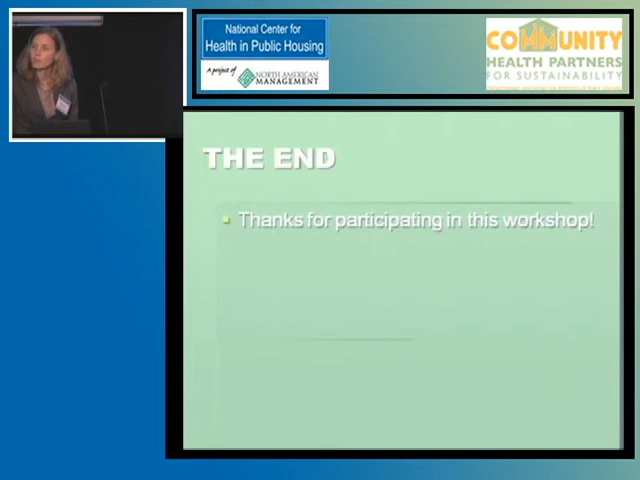 National Center for
Health in Public Housing
A project of
NORTH AMERICAN
MANAGEMENT
COMMUNITY
HEALTH PARTNERS
FOR SUSTAINABILITY
THE END
Thanks for participating in this workshop!